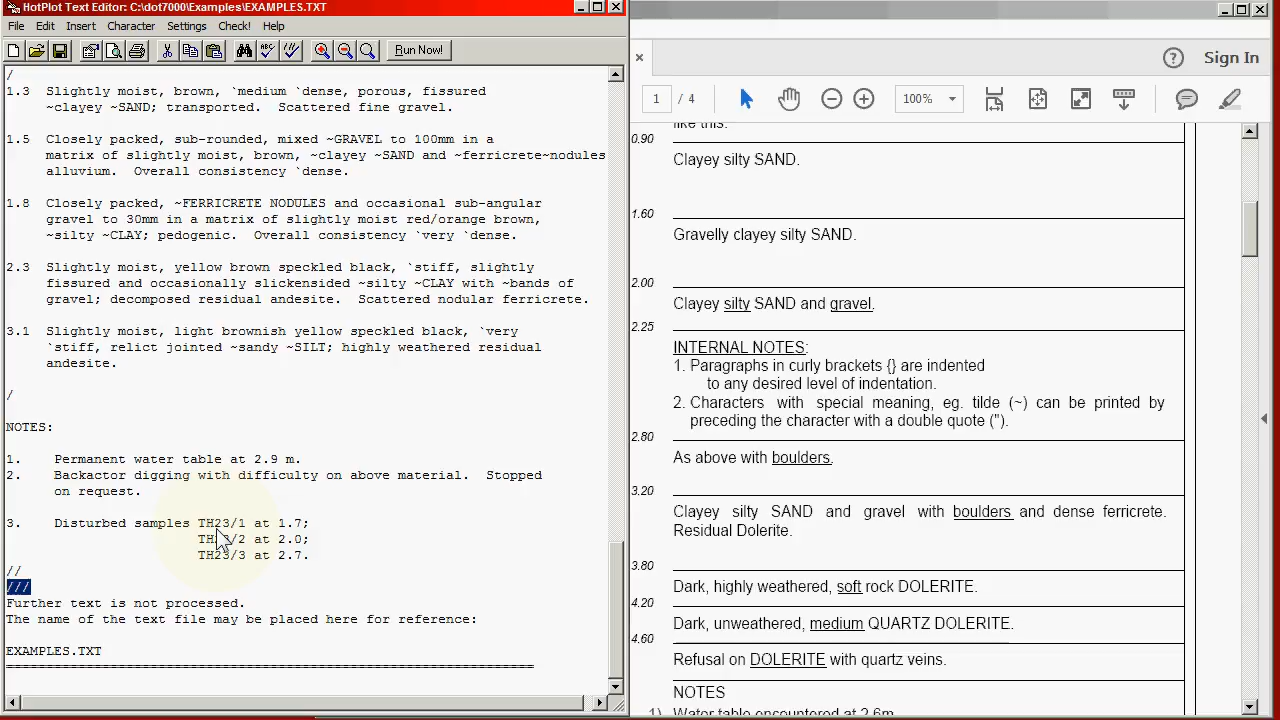 HotPlot Text Editor: C:\dot7000\Examples\EXAMPLES.TXT
File Edit Insert Character Settings Check! Help
Run Now!
/
1.3 Slightly moist, brown, `medium `dense, porous, fissured
~clayey ~SAND; transported. Scattered fine gravel.
1.5 Closely packed, sub-rounded, mixed ~GRAVEL to 100mm in a
matrix of slightly moist, brown, ~clayey ~SAND and ~ferricrete~nodules
alluvium. Overall consistency `dense.
1.8 Closely packed, ~FERRICRETE NODULES and occasional sub-angular
gravel to 30mm in a matrix of slightly moist red/orange brown,
~silty ~CLAY; pedogenic. Overall consistency `very `dense.
2.3 Slightly moist, yellow brown speckled black, `stiff, slightly
fissured and occasionally slickensided ~silty ~CLAY with ~bands of
gravel; decomposed residual andesite. Scattered nodular ferricrete.
3.1 Slightly moist, light brownish yellow speckled black, `very
`stiff, relict jointed ~sandy ~SILT; highly weathered residual
andesite.
/
NOTES:
1. Permanent water table at 2.9 m.
2. Backactor digging with difficulty on above material. Stopped
on request.
3. Disturbed samples TH23/1 at 1.7;
TH23/2 at 2.0;
TH23/3 at 2.7.
//
///
Further text is not processed.
The name of the text file may be placed here for reference:
EXAMPLES.TXT
==================================================================
Sign In
1 / 4
100%
like this:
0.90
Clayey silty SAND.
1.60
Gravelly clayey silty SAND.
2.00
Clayey silty SAND and gravel.
2.25
INTERNAL NOTES:
1. Paragraphs in curly brackets {} are indented
to any desired level of indentation.
2. Characters with special meaning, eg. tilde (~) can be printed by
preceding the character with a double quote (").
2.80
As above with boulders.
3.20
Clayey silty SAND and gravel with boulders and dense ferricrete.
Residual Dolerite.
3.80
Dark, highly weathered, soft rock DOLERITE.
4.20
Dark, unweathered, medium QUARTZ DOLERITE.
4.60
Refusal on DOLERITE with quartz veins.
NOTES
1) Water table encountered at 2.6m